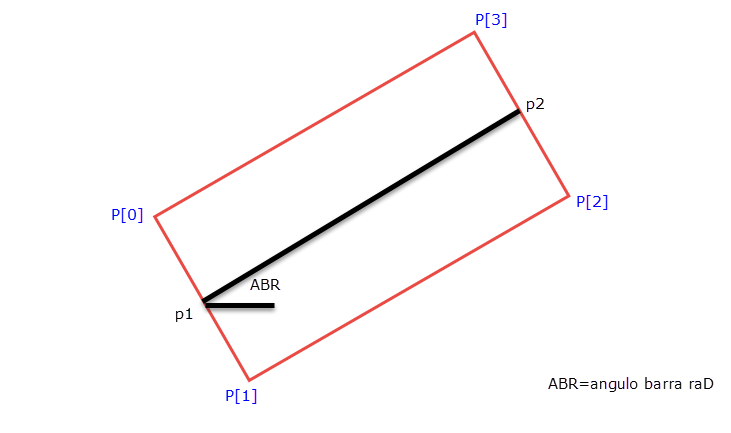 P[3]
p2
P[0]
P[2]
ABR
p1
ABR=angulo barra raD
P[1]